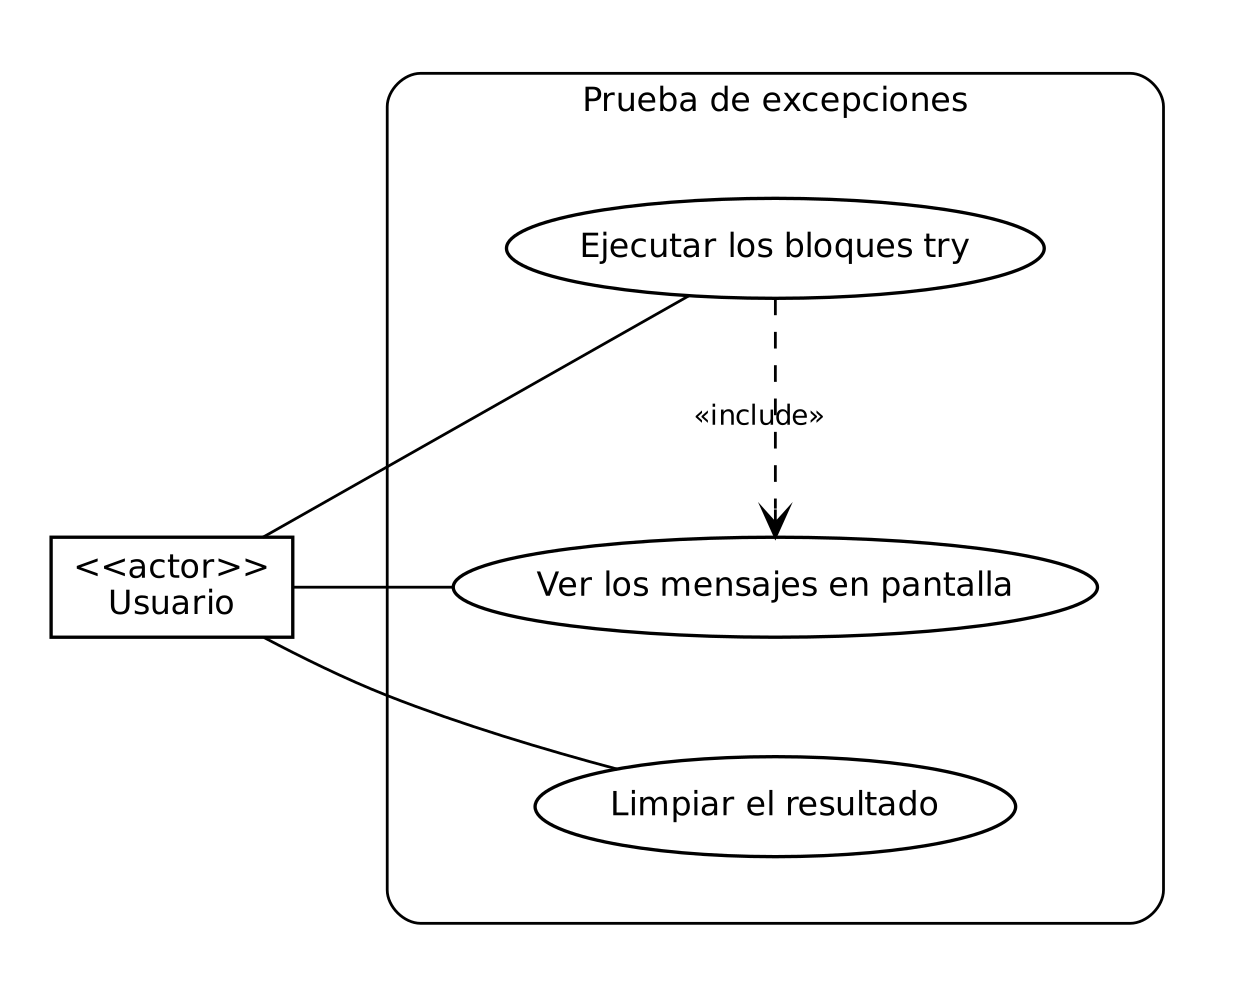 Prueba de excepciones
Ejecutar los bloques try
«include»
<<actor>>
Usuario
Ver los mensajes en pantalla
Limpiar el resultado